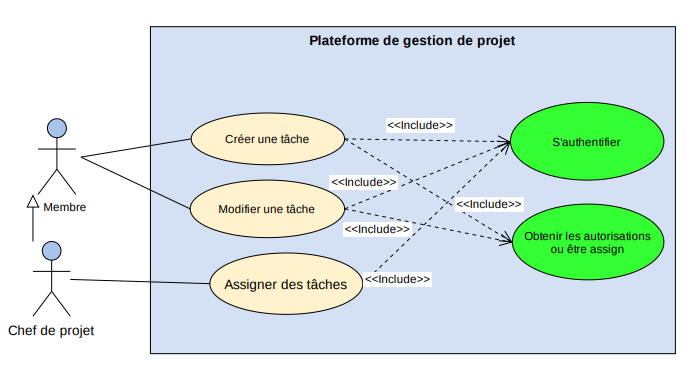 Plateforme de gestion de projet
Créer une tâche
<<Include>>
S'authentifier
Modifier une tâche
<<Include>>
<<Include>>
Membre
<<Include>>
Obtenir les autorisations
ou être assign
Assigner des tâches
<<Include>>
Chef de projet